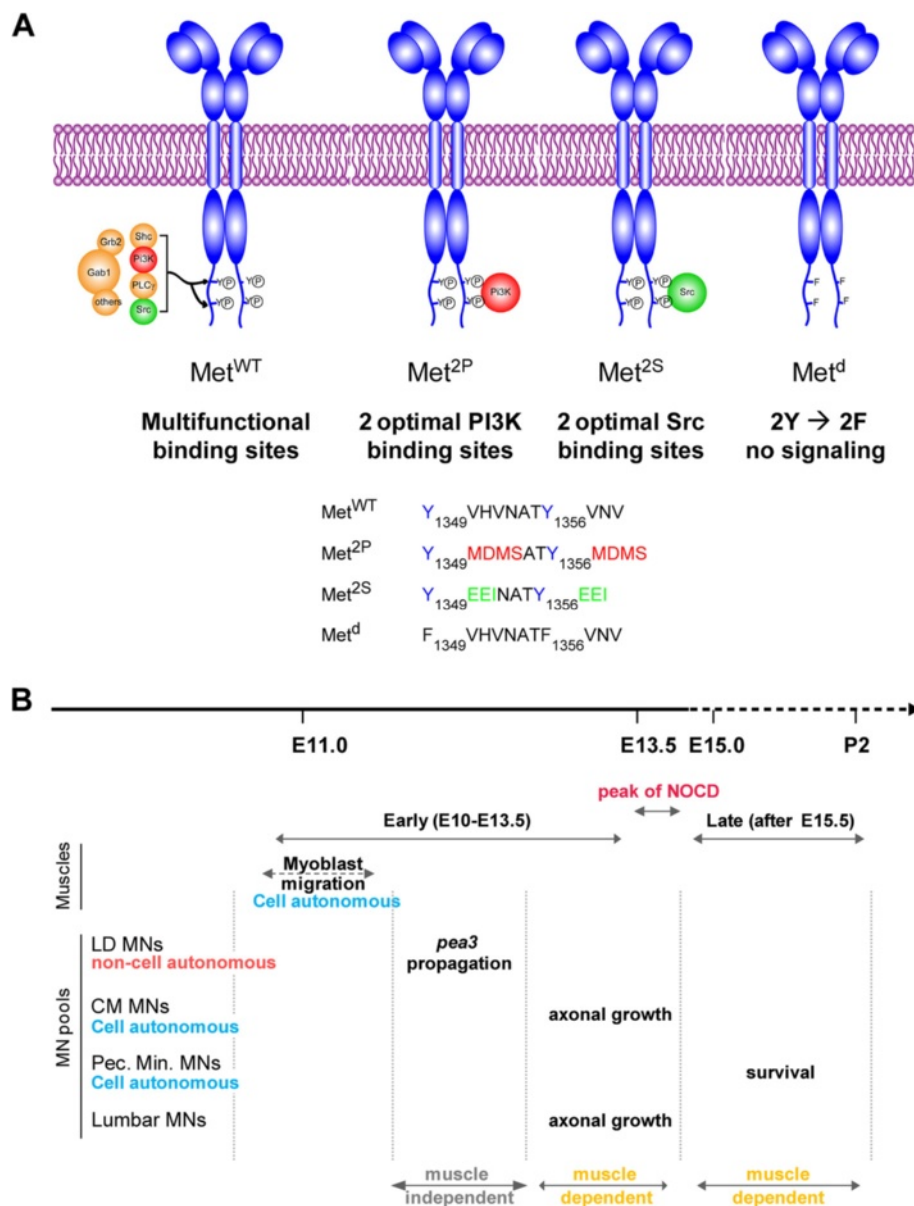 A
Grb2
Shc
Pi3K
Gab1
PLCγ
others
Src
Y P
Y P
Y P
Y P
Y P
Y P
Y P
Y P
Pi3K
Y P
Y P
Y P
Y P
Src
F
F
F
F
Met^WT
Met^2P
Met^2S
Met^d
Multifunctional binding sites
2 optimal PI3K binding sites
2 optimal Src binding sites
2Y → 2F no signaling
Met^WT Y1349VHVNATY1356VNV
Met^2P Y1349MDMSATY1356MDMS
Met^2S Y1349EEINATY1356EEI
Met^d F1349VHVNATF1356VNV
B
E11.0 E13.5 E15.0 P2
peak of NOCD
Early (E10-E13.5) Late (after E15.5)
Muscles
Myoblast
migration
Cell autonomous
MN pools
LD MNs
non-cell autonomous
pea3
propagation
CM MNs
Cell autonomous
axonal growth
Pec. Min. MNs
Cell autonomous
survival
Lumbar MNs
axonal growth
muscle independent
muscle dependent
muscle dependent